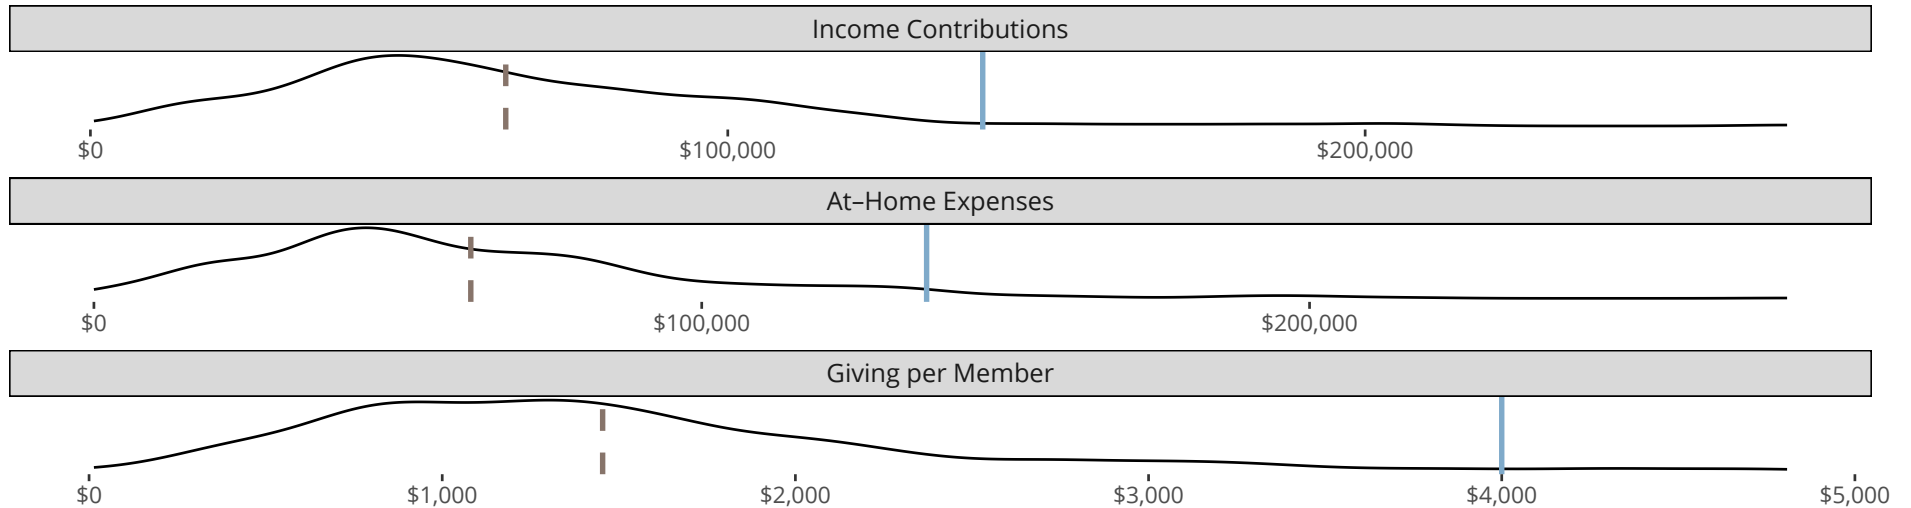 Income Contributions
$0 $100,000 $200,000
At–Home Expenses
$0 $100,000 $200,000
Giving per Member
$0 $1,000 $2,000 $3,000 $4,000 $5,000